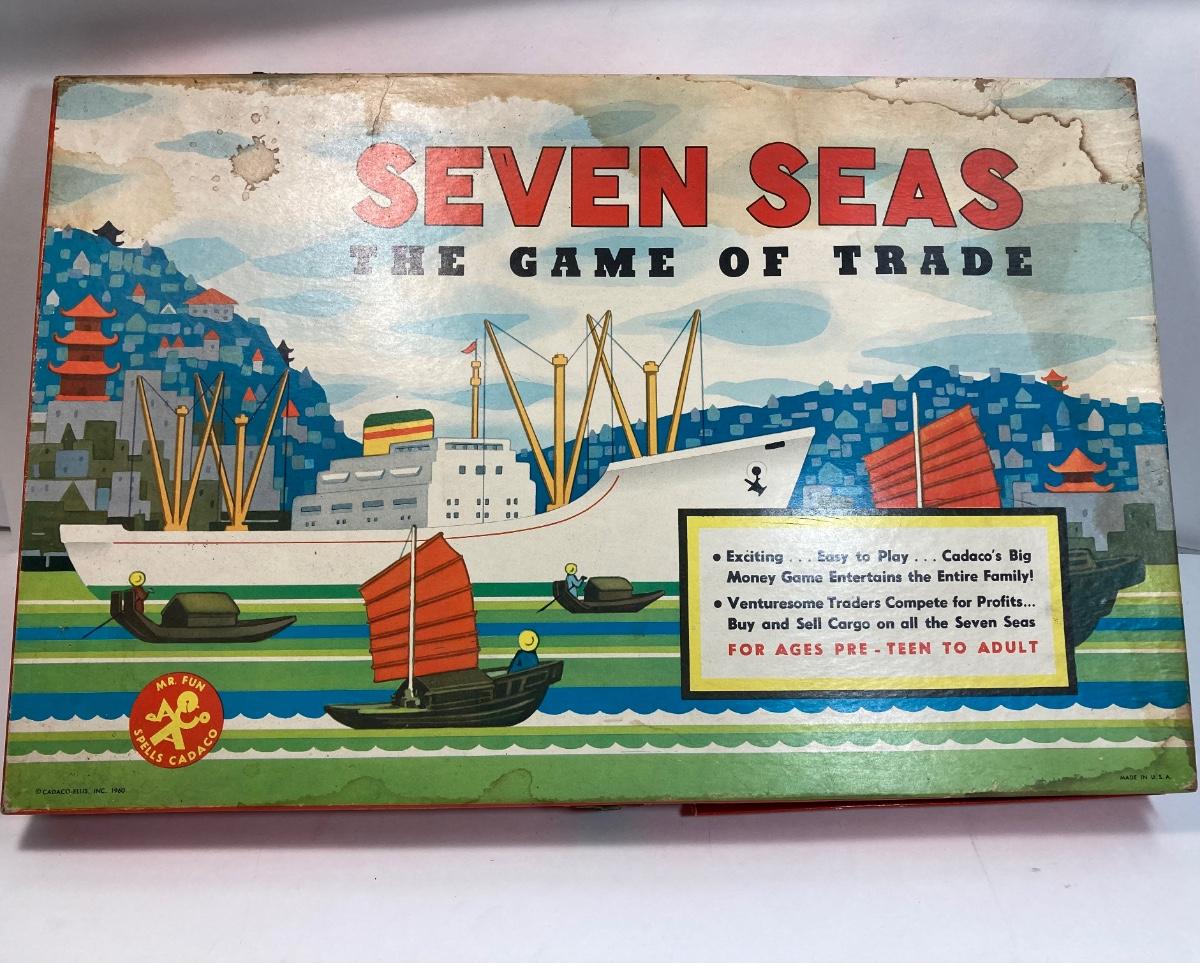 SEVEN SEAS
THE GAME OF TRADE
• Exciting . . . Easy to Play . . . Cadaco's Big
Money Game Entertains the Entire Family!
• Venturesome Traders Compete for Profits...
Buy and Sell Cargo on all the Seven Seas
FOR AGES PRE-TEEN TO ADULT
MR. FUN
CADACO
SPELLS CADACO
© CADACO-ELLIS, INC. 1960
MADE IN U.S.A.